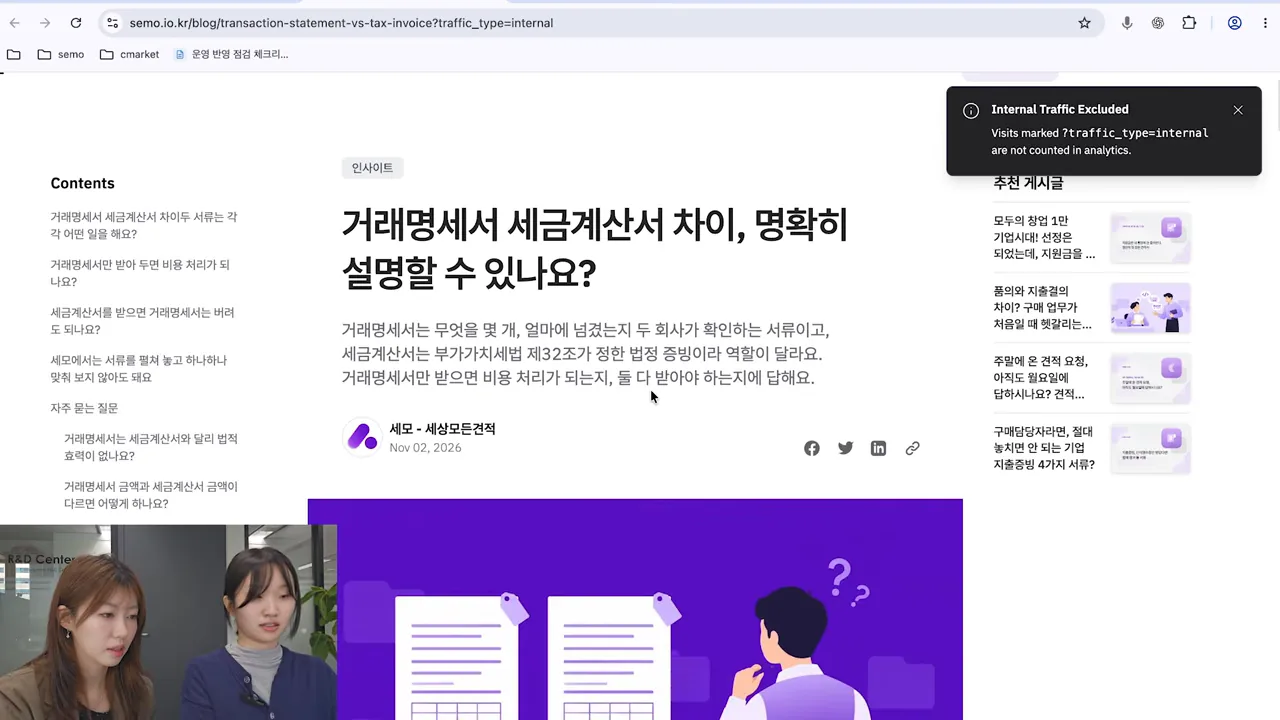 semo.io.kr/blog/transaction-statement-vs-tax-invoice?traffic_type=internal
semo
cmarket
운영 반영 점검 체크리...
Internal Traffic Excluded
Visits marked ?traffic_type=internal
are not counted in analytics.
Contents
거래명세서 세금계산서 차이두 서류는 각
각 어떤 일을 해요?
거래명세서만 받아 두면 비용 처리가 되
나요?
세금계산서를 받으면 거래명세서는 버려
도 되나요?
세모에서는 서류를 펼쳐 놓고 하나하나
맞춰 보지 않아도 돼요
자주 묻는 질문
거래명세서는 세금계산서와 달리 법적
효력이 없나요?
거래명세서 금액과 세금계산서 금액이
다르면 어떻게 하나요?
인사이트
거래명세서 세금계산서 차이, 명확히
설명할 수 있나요?
거래명세서는 무엇을 몇 개, 얼마에 넘겼는지 두 회사가 확인하는 서류이고,
세금계산서는 부가가치세법 제32조가 정한 법정 증빙이라 역할이 달라요.
거래명세서만 받으면 비용 처리가 되는지, 둘 다 받아야 하는지에 답해요.
세모 - 세상모든견적
Nov 02, 2026
추천 게시글
모두의 창업 1만
기업시대! 선정은
되었는데, 지원금을 ...
품의와 지출결의
차이? 구매 업무가
처음일 때 헷갈리는...
주말에 온 견적 요청,
아직도 월요일에
답하시나요? 견적...
구매담당자라면, 절대
놓치면 안 되는 기업
지출증빙 4가지 서류?
R&D Center